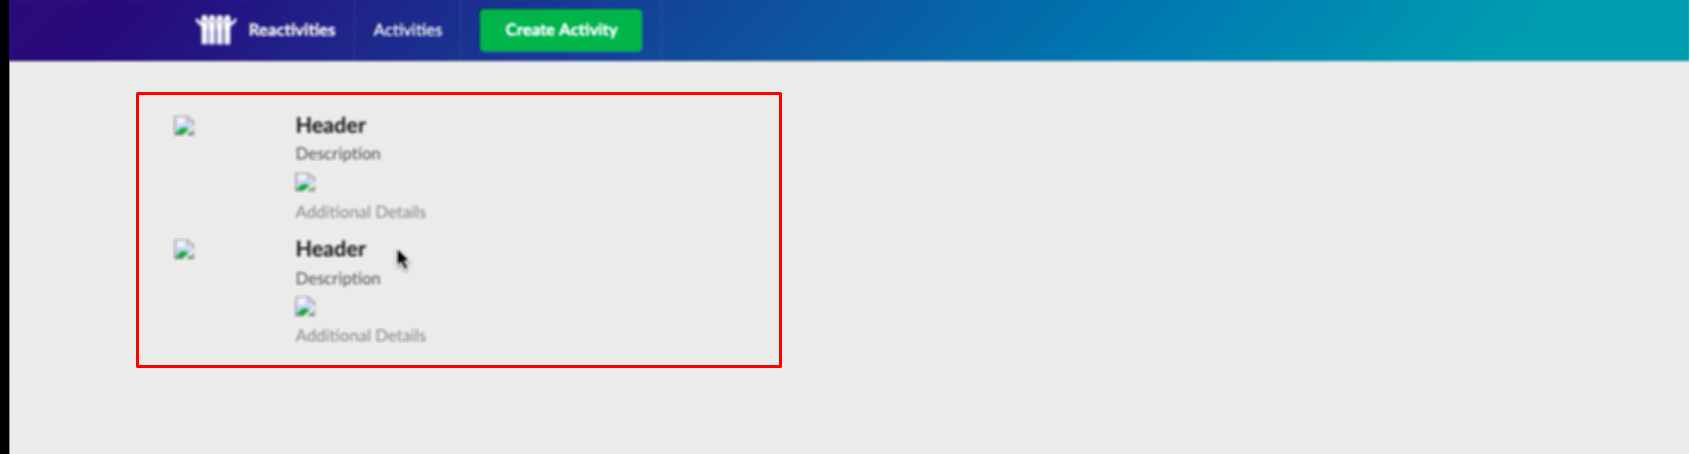 Reactivities Activities Create Activity
Header
Description
Additional Details
Header
Description
Additional Details